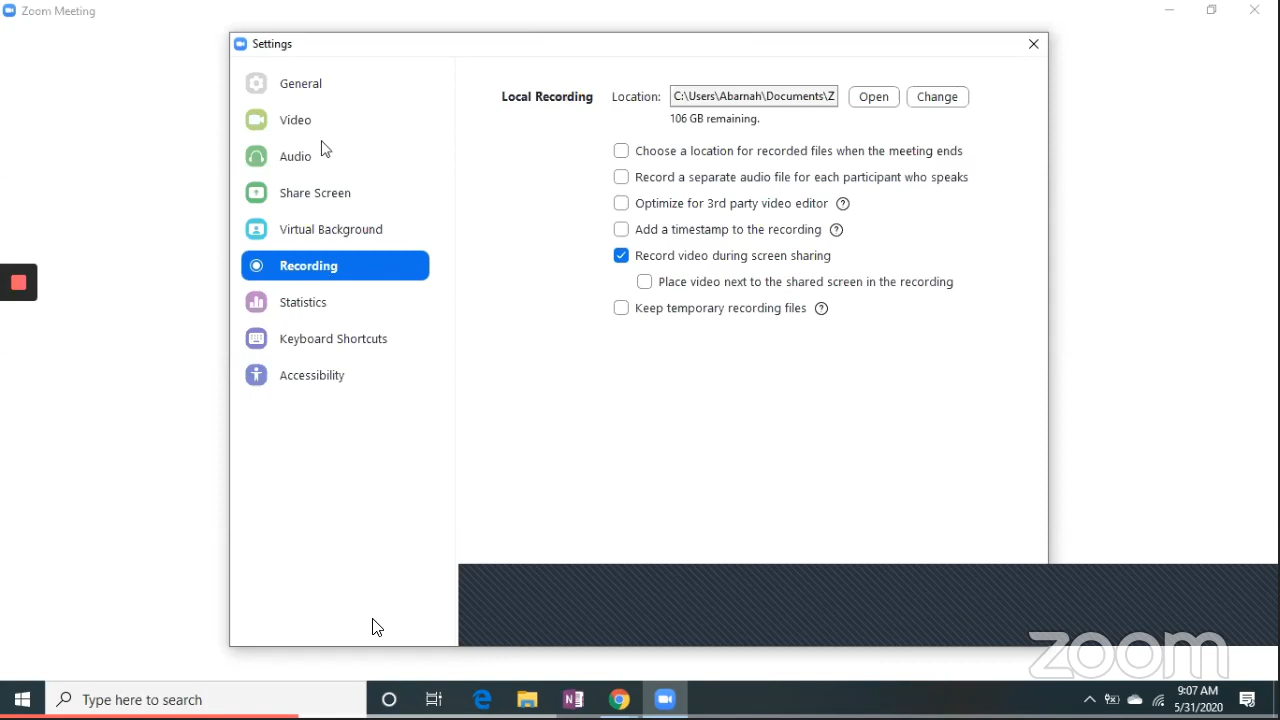 Zoom Meeting
Settings
General
Video
Audio
Share Screen
Virtual Background
Recording
Statistics
Keyboard Shortcuts
Accessibility
Local Recording Location: C:\Users\Abarnah\Documents\Z Open Change
106 GB remaining.
Choose a location for recorded files when the meeting ends
Record a separate audio file for each participant who speaks
Optimize for 3rd party video editor ?
Add a timestamp to the recording ?
Record video during screen sharing
Place video next to the shared screen in the recording
Keep temporary recording files ?
zoom
Type here to search
9:07 AM
5/31/2020